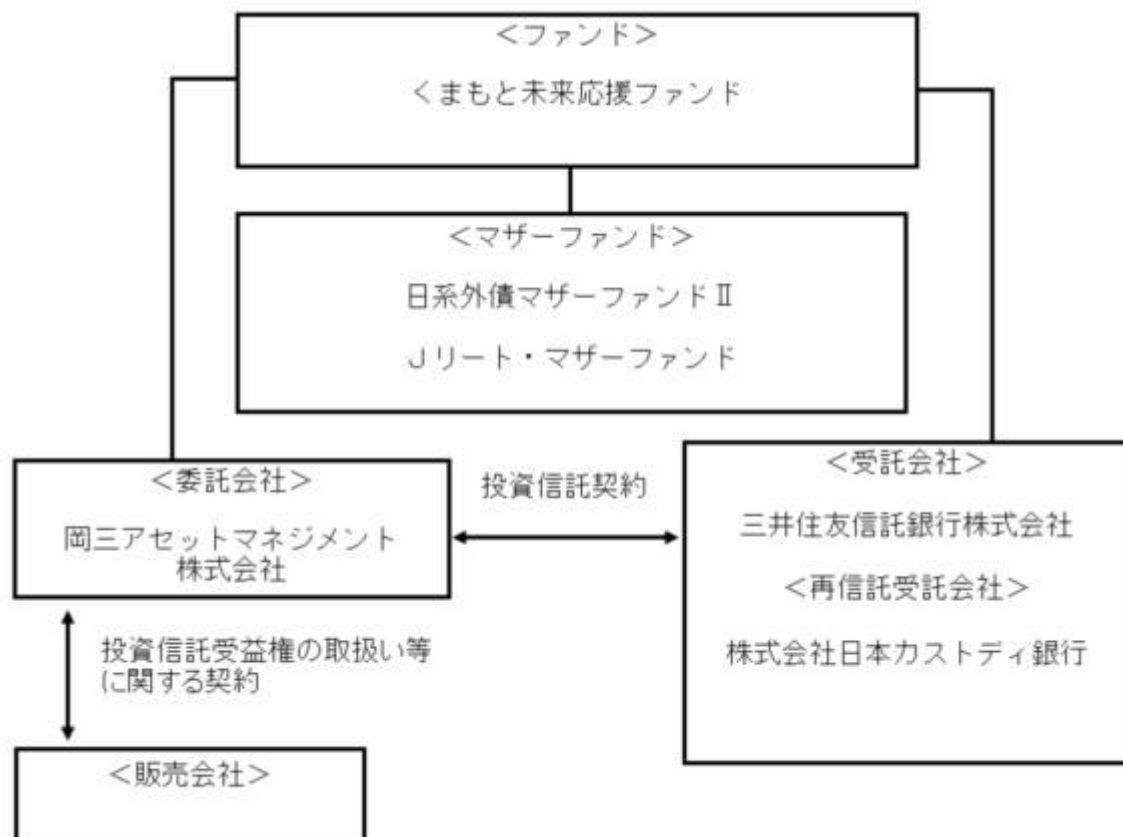 ＜ファンド＞
くまもと未来応援ファンド
＜マザーファンド＞
日系外債マザーファンドⅡ
Ｊリート・マザーファンド
＜委託会社＞
岡三アセットマネジメント
株式会社
投資信託契約
＜受託会社＞
三井住友信託銀行株式会社
＜再信託受託会社＞
株式会社日本カストディ銀行
投資信託受益権の取扱い等
に関する契約
＜販売会社＞